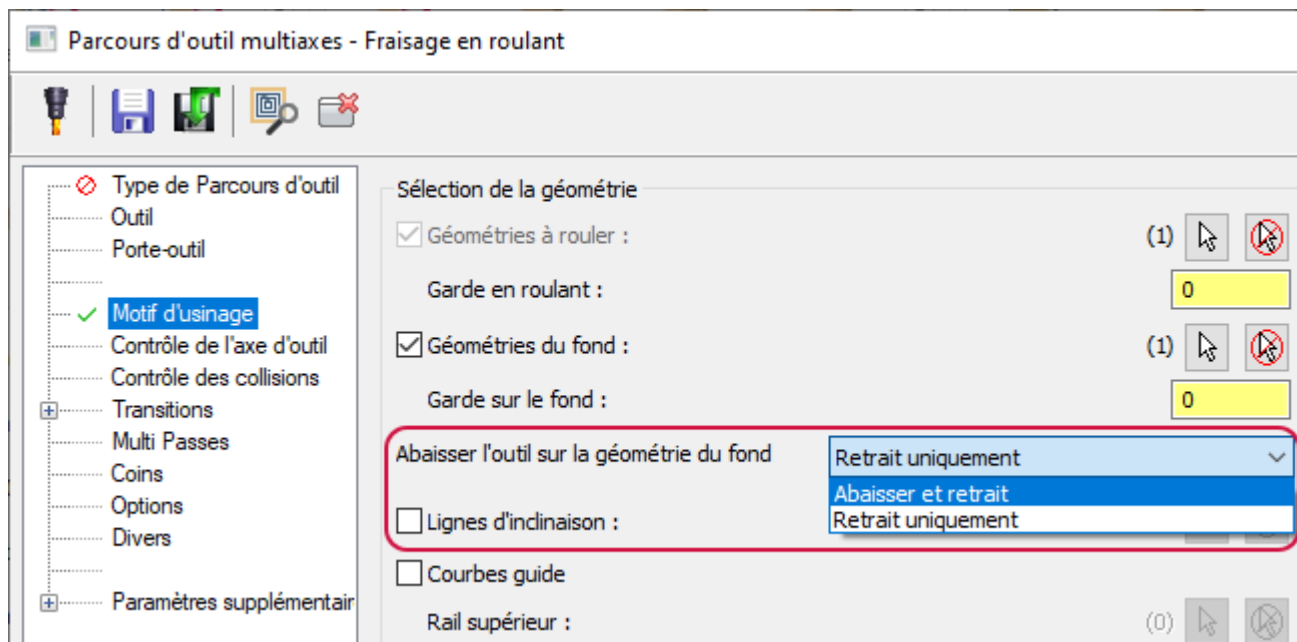 Parcours d'outil multiaxes - Fraisage en roulant
Type de Parcours d'outil
Outil
Porte-outil
Motif d'usinage
Contrôle de l'axe d'outil
Contrôle des collisions
Transitions
Multi Passes
Coins
Options
Divers
Paramètres supplémentair
Sélection de la géométrie
Géométries à rouler : (1)
Garde en roulant : 0
Géométries du fond : (1)
Garde sur le fond : 0
Abaisser l'outil sur la géométrie du fond Retrait uniquement
Abaisser et retrait
Retrait uniquement
Lignes d'inclinaison :
Courbes guide
Rail supérieur : (0)